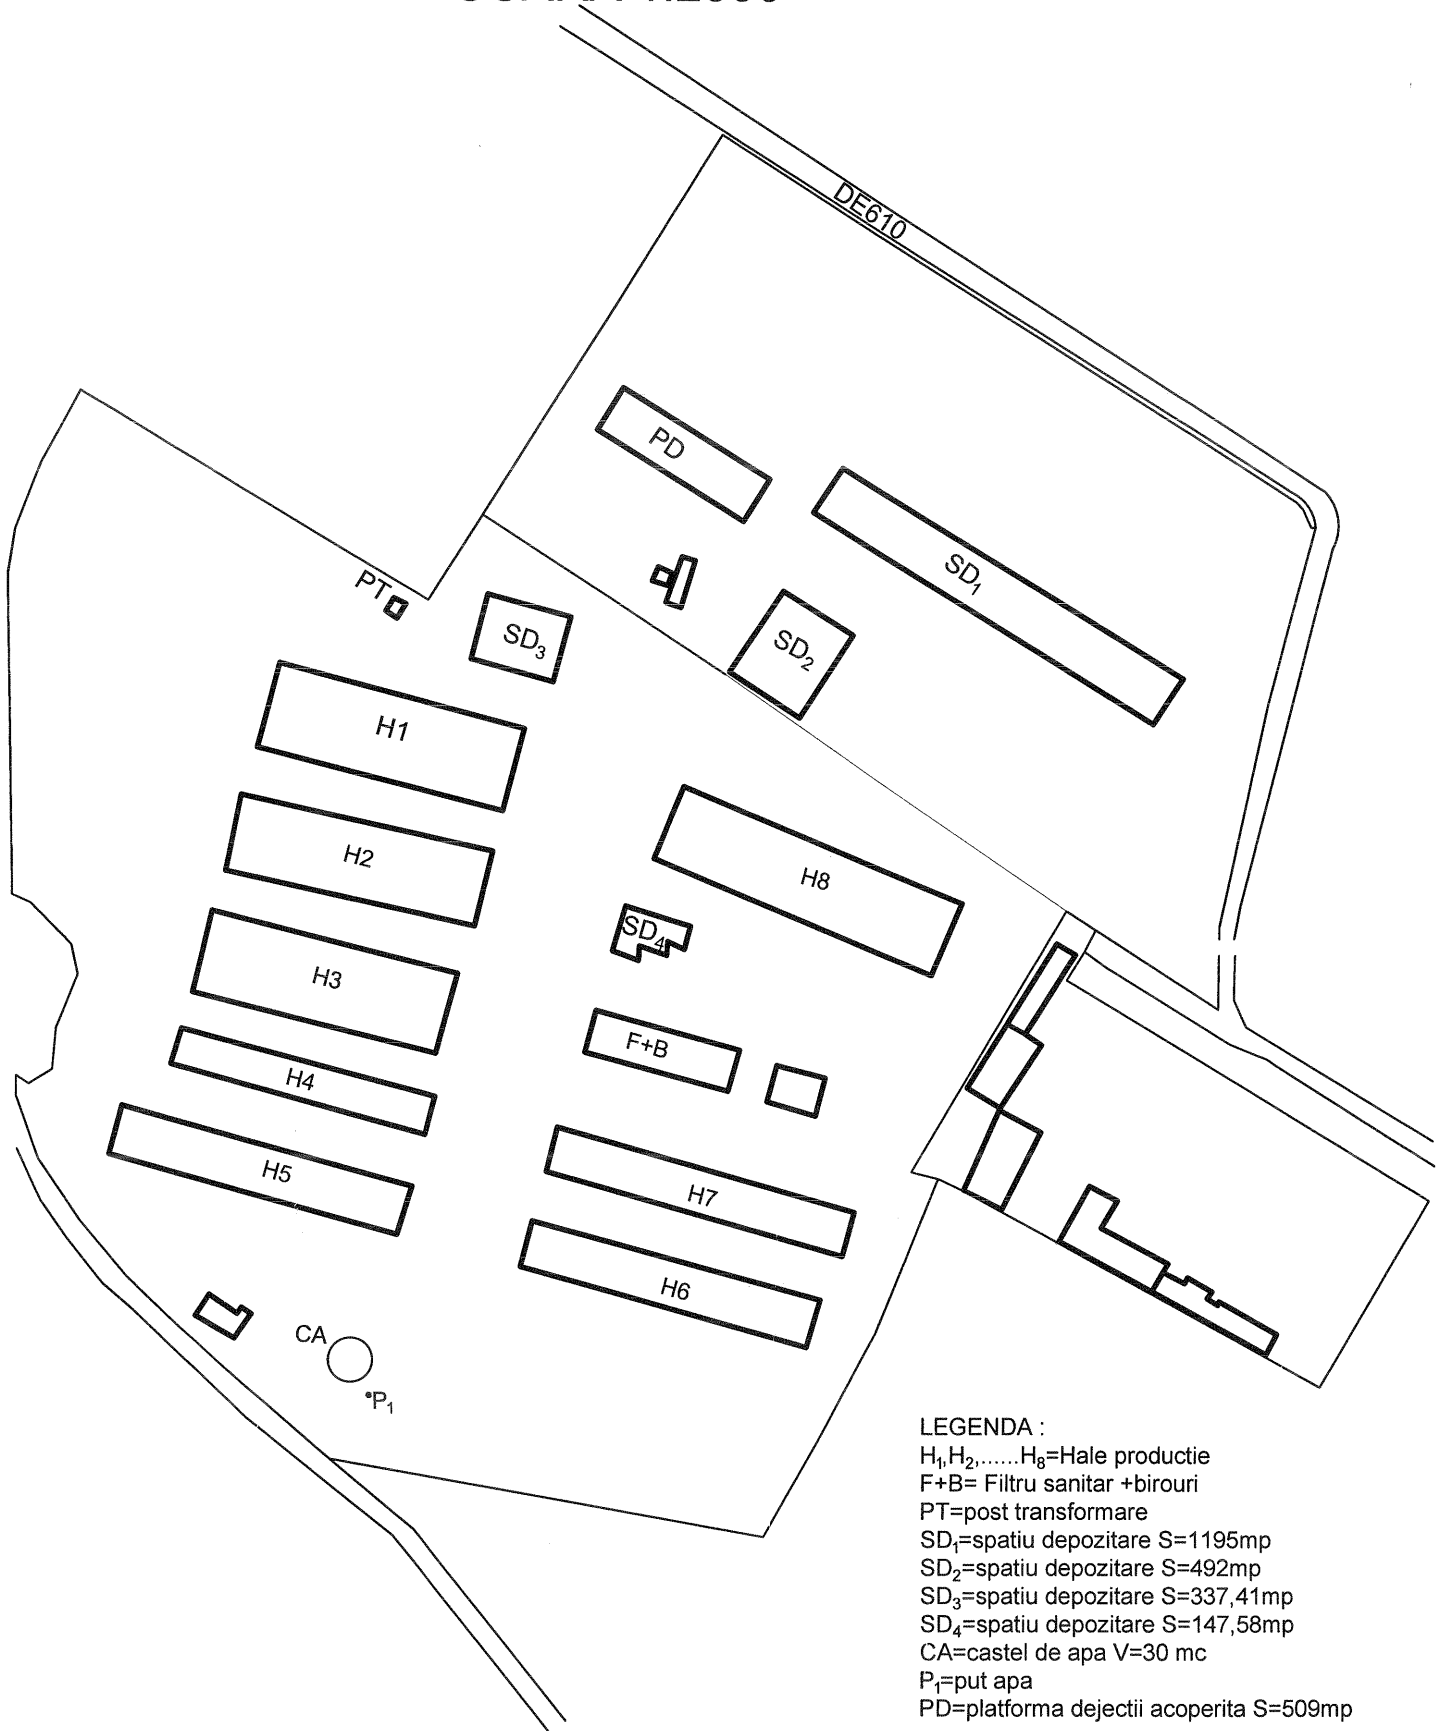 DE610
PD
SD₁
PT
SD₃
SD₂
H1
H2
H8
SD₄
H3
F+B
H4
H5
H7
H6
CA
P₁
LEGENDA :
H₁,H₂,......H₈=Hale productie
F+B= Filtru sanitar +birouri
PT=post transformare
SD₁=spatiu depozitare S=1195mp
SD₂=spatiu depozitare S=492mp
SD₃=spatiu depozitare S=337,41mp
SD₄=spatiu depozitare S=147,58mp
CA=castel de apa V=30 mc
P₁=put apa
PD=platforma dejectii acoperita S=509mp